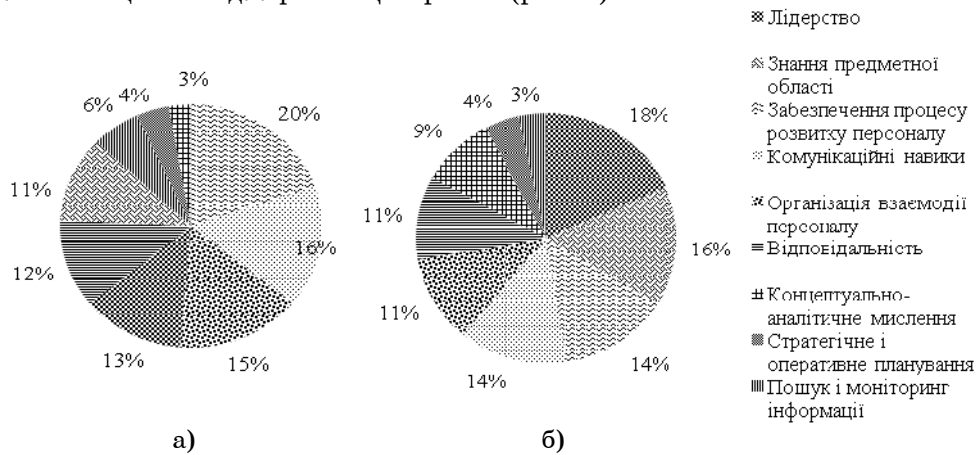 3%
4%
6%
20%
11%
16%
12%
13%
15%
а)
3%
4%
18%
9%
11%
16%
11%
14%
14%
б)
Лідерство
Знання предметної
області
Забезпечення процесу
розвитку персоналу
Комунікаційні навики
Організація взаємодії
персоналу
Відповідальність
Концептуально-
аналітичне мислення
Стратегічне і
оперативне планування
Пошук і моніторинг
інформації